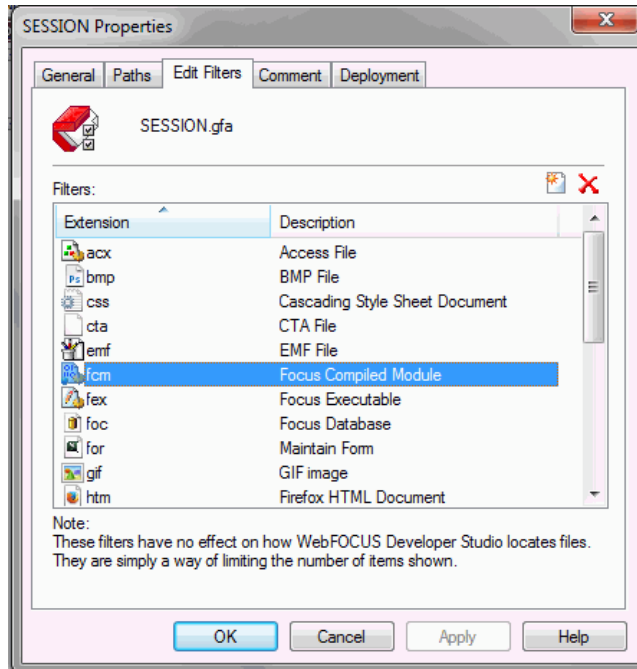 SESSION Properties
General Paths Edit Filters Comment Deployment
SESSION.gfa
Filters:
Extension Description
acx Access File
Ps bmp BMP File
css Cascading Style Sheet Document
cta CTA File
emf EMF File
fcm Focus Compiled Module
fex Focus Executable
foc Focus Database
for Maintain Form
gif GIF image
htm Firefox HTML Document
Note:
These filters have no effect on how WebFOCUS Developer Studio locates files.
They are simply a way of limiting the number of items shown.
OK Cancel Apply Help